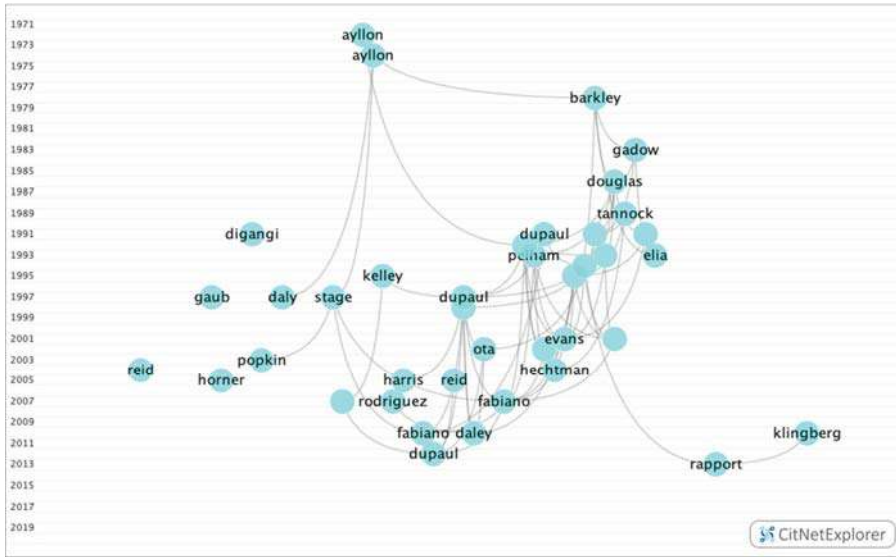 1971
ayllon
1973
ayllon
1975
1977
barkley
1979
1981
1983
gadow
1985
douglas
1987
1989
tannock
1991
digangi
dupaul
1993
pelham
elia
1995
kelley
1997
gaub
daly
stage
dupaul
1999
2001
evans
ota
2003
popkin
reid
hechtman
2005
horner
harris
reid
2007
rodriguez
fabiano
2009
fabiano
daley
klingberg
2011
dupaul
2013
rapport
2015
2017
2019
CitNetExplorer